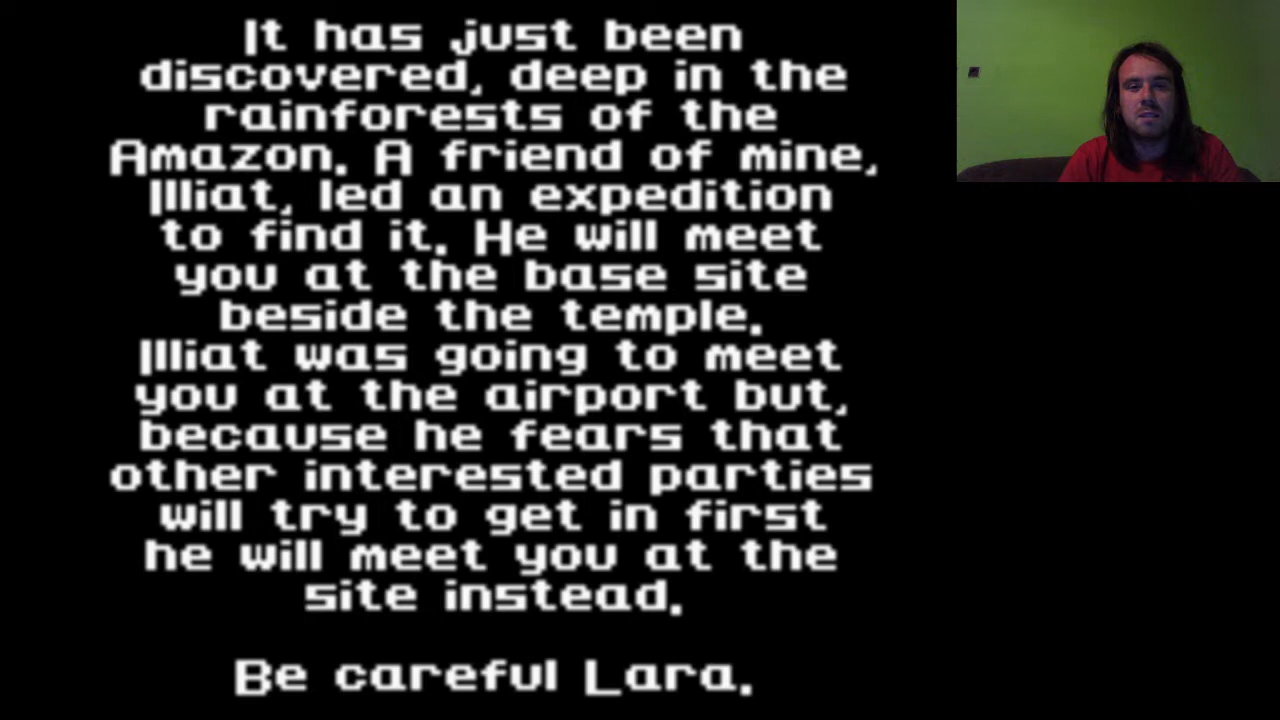 It has just been
discovered, deep in the
rainforests of the
Amazon. A friend of mine,
Illiat, led an expedition
to find it. He will meet
you at the base site
beside the temple.
Illiat was going to meet
you at the airport but,
because he fears that
other interested parties
will try to get in first
he will meet you at the
site instead.
Be careful Lara.